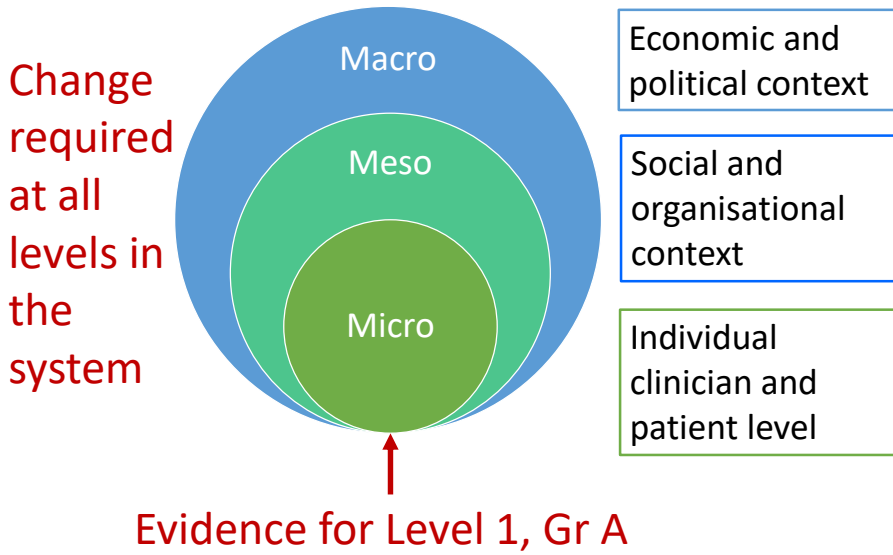 Change
required
at all
levels in
the
system
Macro
Meso
Micro
Economic and
political context
Social and
organisational
context
Individual
clinician and
patient level
Evidence for Level 1, Gr A